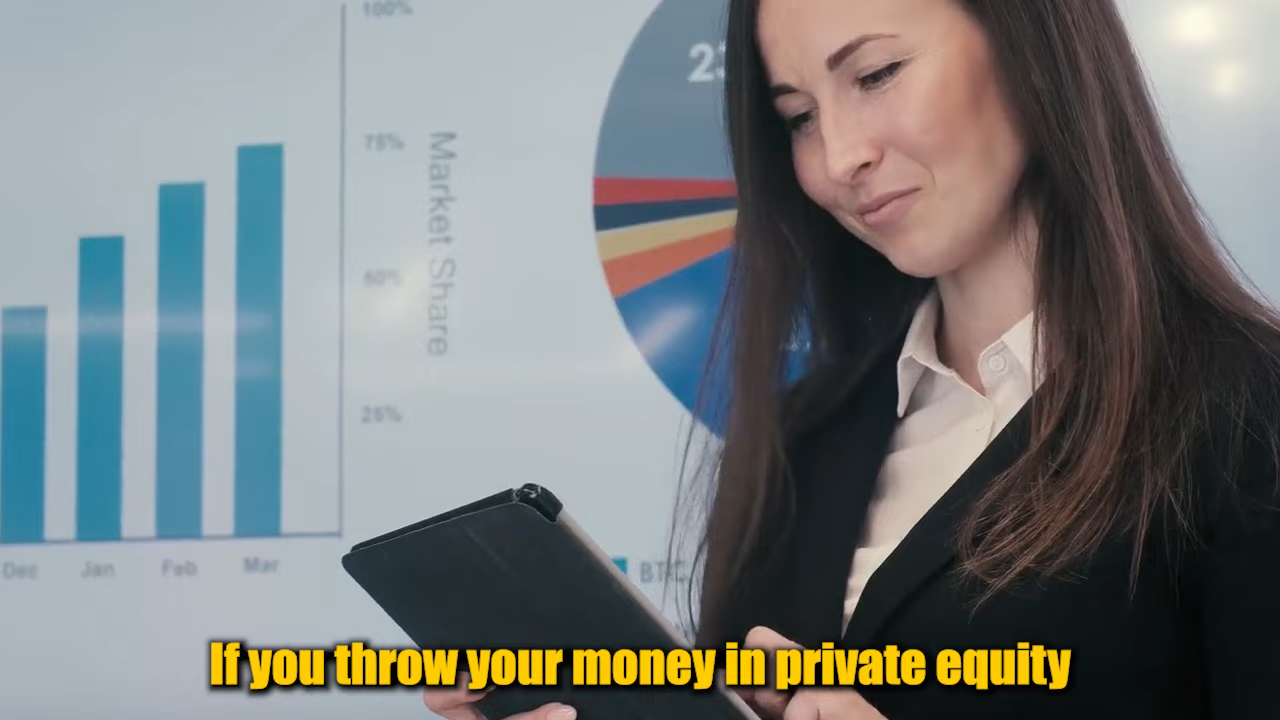 100%
75%
50%
25%
Market Share
Dec
Jan
Feb
Mar
BTC
If you throw your money in private equity